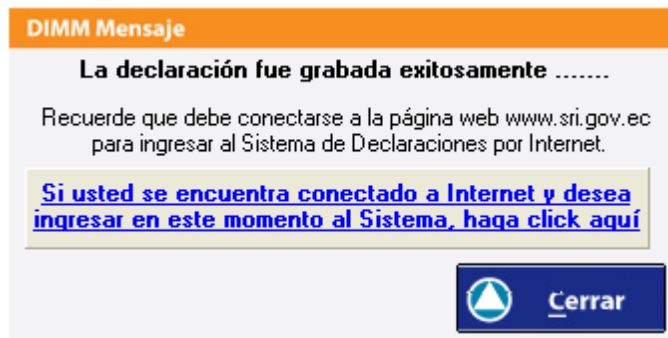 DIMM Mensaje
La declaración fue grabada exitosamente .......
Recuerde que debe conectarse a la página web www.sri.gov.ec
para ingresar al Sistema de Declaraciones por Internet.
Si usted se encuentra conectado a Internet y desea
ingresar en este momento al Sistema, haga click aquí
Cerrar